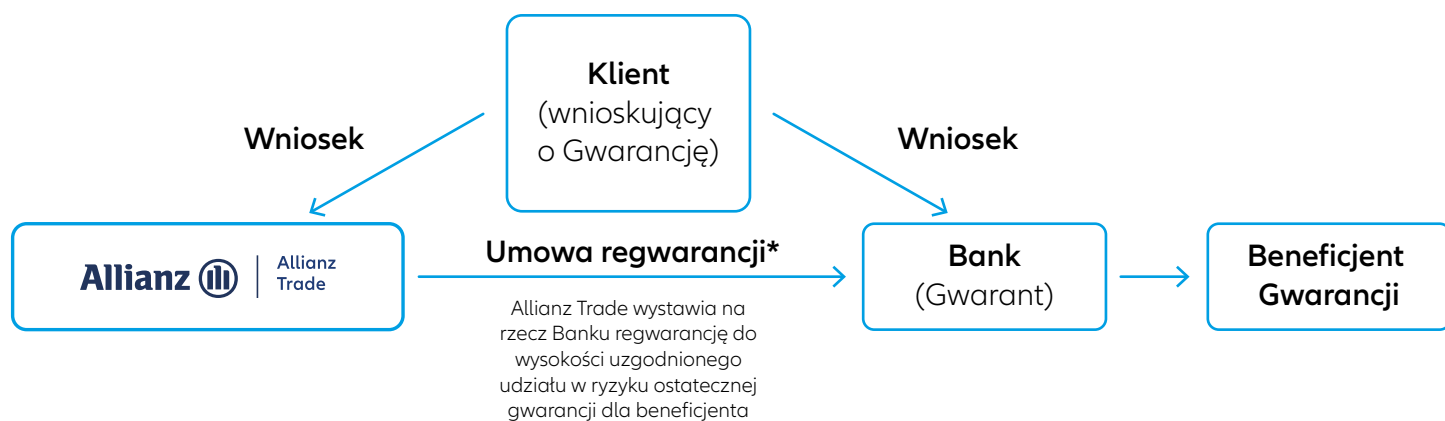 Klient
(wnioskujący
o Gwarancję)
Wniosek
Wniosek
Allianz
Allianz
Trade
Umowa regwarancji*
Allianz Trade wystawia na
rzecz Banku regwarancję do
wysokości uzgodnionego
udziału w ryzyku ostatecznej
gwarancji dla beneficjenta
Bank
(Gwarant)
Beneficjent
Gwarancji